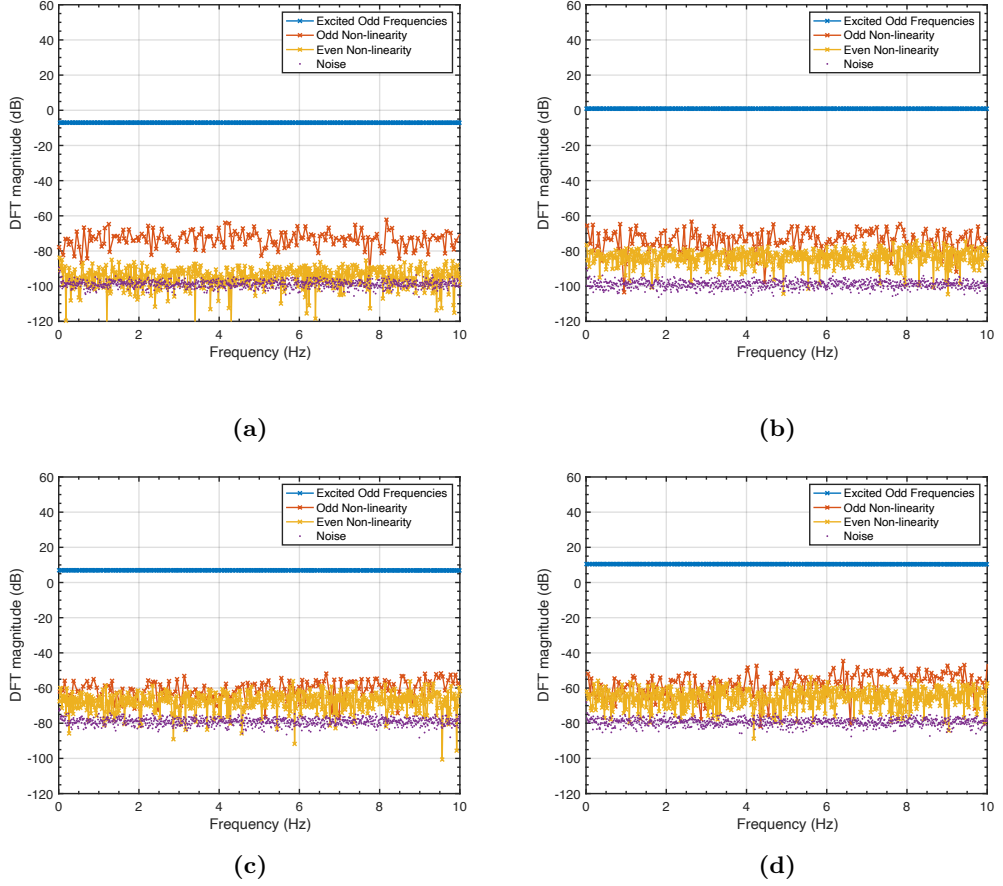 60
40
20
0
-20
-40
-60
-80
-100
-120
DFT magnitude (dB)
0 2 4 6 8 10
Frequency (Hz)
Excited Odd Frequencies
Odd Non-linearity
Even Non-linearity
Noise
(a)
60
40
20
0
-20
-40
-60
-80
-100
-120
DFT magnitude (dB)
0 2 4 6 8 10
Frequency (Hz)
Excited Odd Frequencies
Odd Non-linearity
Even Non-linearity
Noise
(b)
60
40
20
0
-20
-40
-60
-80
-100
-120
DFT magnitude (dB)
0 2 4 6 8 10
Frequency (Hz)
Excited Odd Frequencies
Odd Non-linearity
Even Non-linearity
Noise
(c)
60
40
20
0
-20
-40
-60
-80
-100
-120
DFT magnitude (dB)
0 2 4 6 8 10
Frequency (Hz)
Excited Odd Frequencies
Odd Non-linearity
Even Non-linearity
Noise
(d)